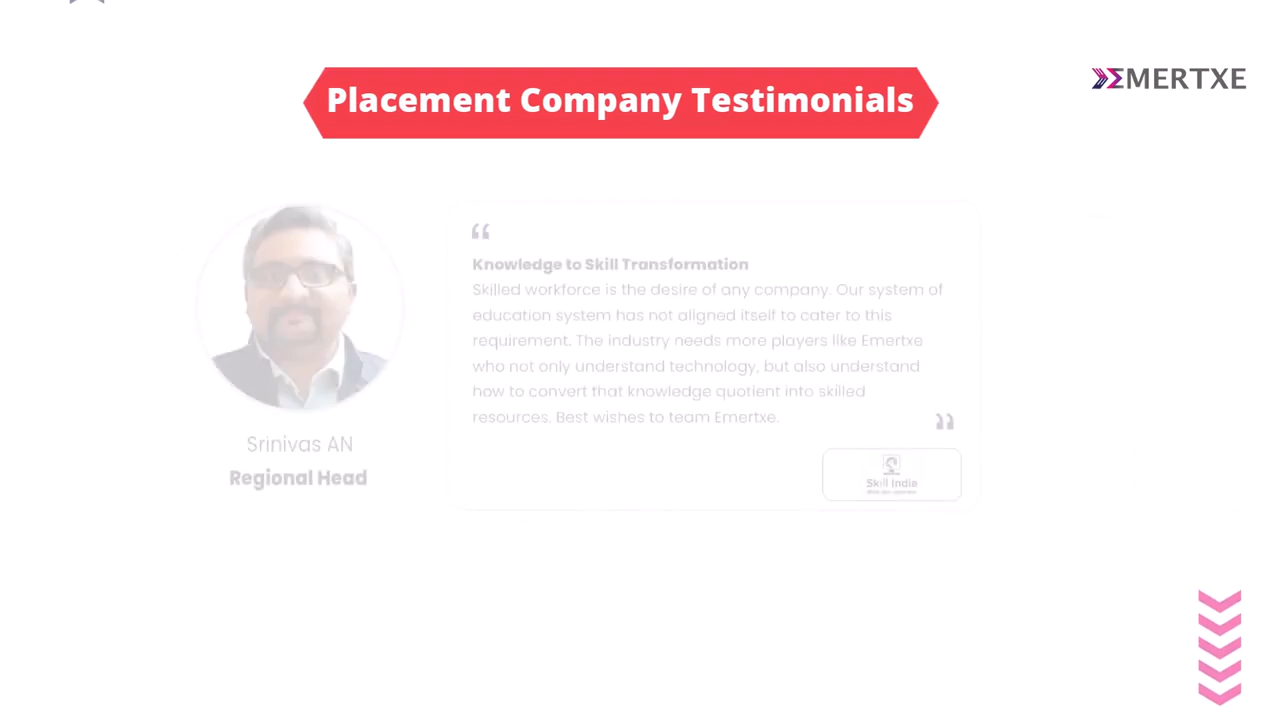 Placement Company Testimonials
EMERTXE
“
Knowledge to Skill Transformation
Skilled workforce is the desire of any company. Our system of
education system has not aligned itself to cater to this
requirement. The industry needs more players like Emertxe
who not only understand technology, but also understand
how to convert that knowledge quotient into skilled
resources. Best wishes to team Emertxe.
”
Srinivas AN
Regional Head
Skill India